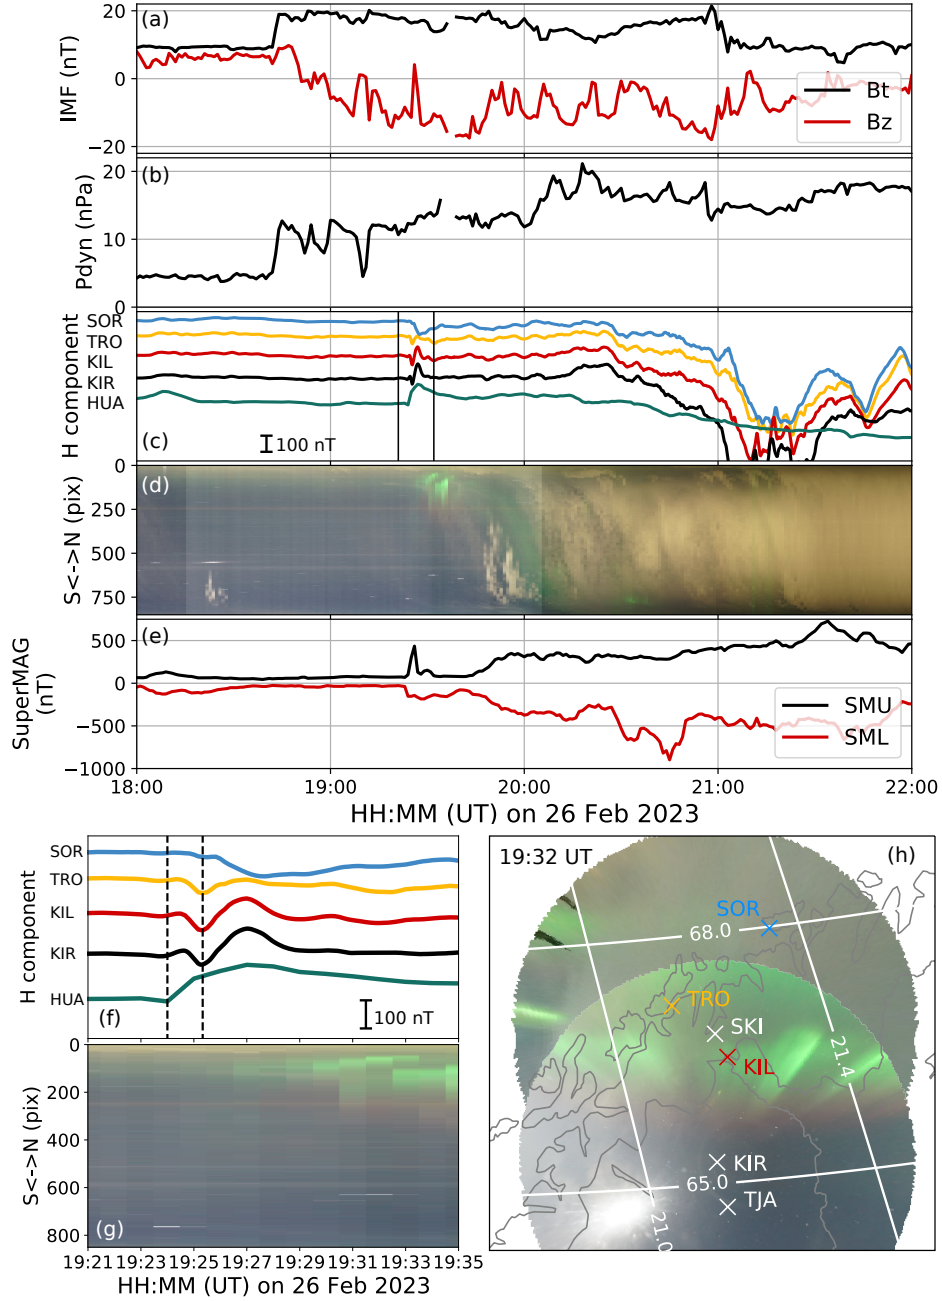 (a)
IMF (nT)
20
0
−20
Bt
Bz
(b)
Pdyn (nPa)
20
10
0
(c)
H component
SOR
TRO
KIL
KIR
HUA
100 nT
(d)
S<->N (pix)
0
250
500
750
(e)
SuperMAG
(nT)
500
0
−500
−1000
SMU
SML
18:00 19:00 20:00 21:00 22:00
HH:MM (UT) on 26 Feb 2023
(f)
H component
SOR
TRO
KIL
KIR
HUA
100 nT
(g)
S<->N (pix)
0
200
400
600
800
19:21 19:23 19:25 19:27 19:29 19:31 19:33 19:35
HH:MM (UT) on 26 Feb 2023
19:32 UT
(h)
SOR
68.0
TRO
SKI
KIL
21.4
KIR
65.0
TJA
21.0